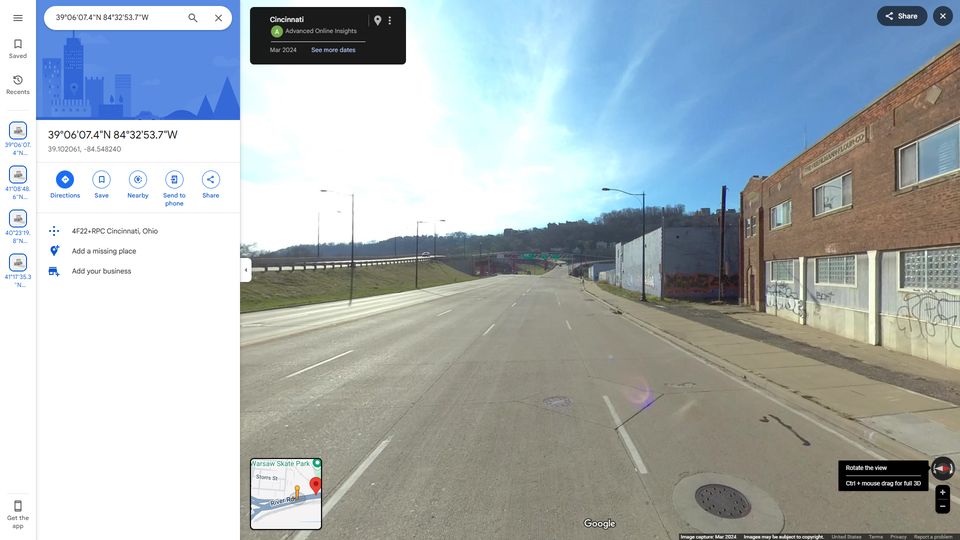 39°06'07.4"N 84°32'53.7"W
Saved
Recents
39°06'07.
4"N...
41°08'48.
6"N...
40°23'19.
8"N...
41°17'35.3
"N...
Get the
app
39°06'07.4"N 84°32'53.7"W
39.102061, -84.548240
Directions
Save
Nearby
Send to
phone
Share
4F22+RPC Cincinnati, Ohio
Add a missing place
Add your business
Cincinnati
A
Advanced Online Insights
Mar 2024
See more dates
Share
Warsaw Skate Park
Storrs St
River Rd
Google
Rotate the view
Ctrl + mouse drag for full 3D
Image capture: Mar 2024
Images may be subject to copyright.
United States
Terms
Privacy
Report a problem